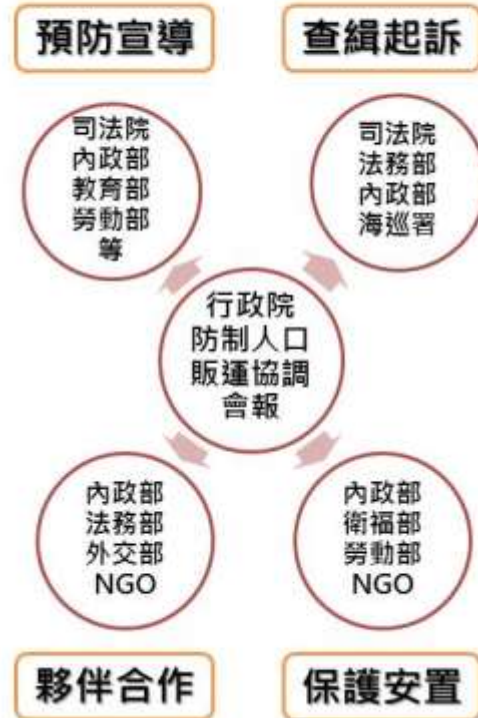 預防宣導
查緝起訴
司法院
內政部
教育部
勞動部
等
司法院
法務部
內政部
海巡署
行政院
防制人口
販運協調
會報
內政部
法務部
外交部
NGO
內政部
衛福部
勞動部
NGO
夥伴合作
保護安置